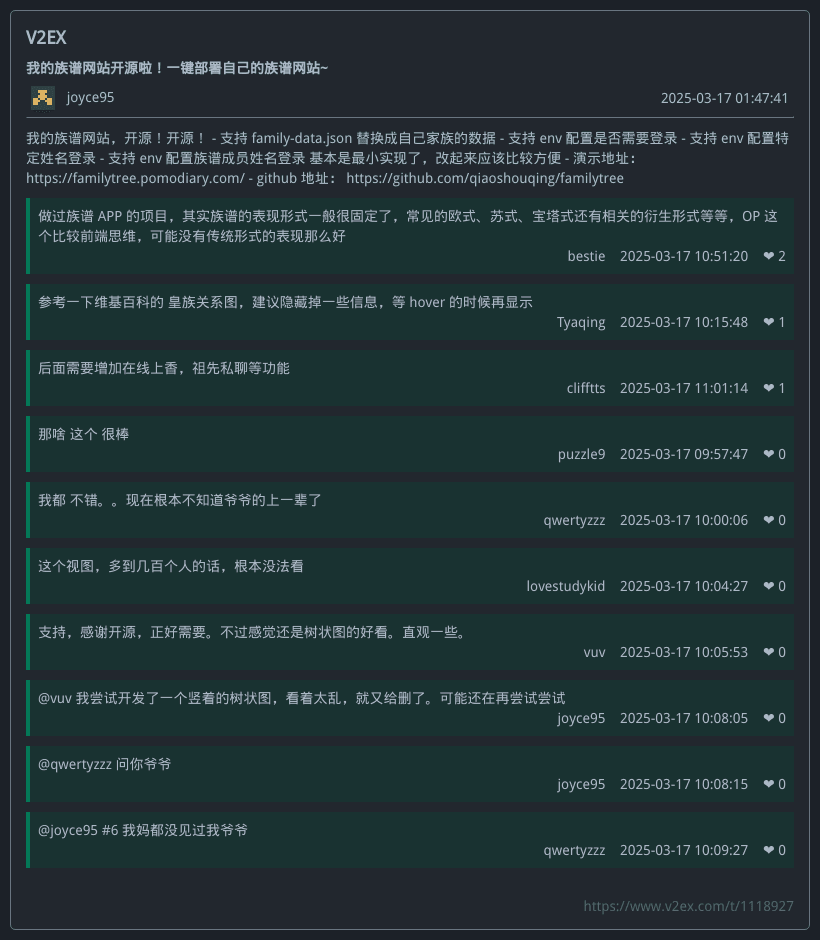 V2EX
我的族谱网站开源啦！一键部署自己的族谱网站~
joyce95 2025-03-17 01:47:41
我的族谱网站，开源！开源！ - 支持 family-data.json 替换成自己家族的数据 - 支持 env 配置是否需要登录 - 支持 env 配置特
定姓名登录 - 支持 env 配置族谱成员姓名登录 基本是最小实现了，改起来应该比较方便 - 演示地址：
https://familytree.pomodiary.com/ - github 地址： https://github.com/qiaoshouqing/familytree
做过族谱 APP 的项目，其实族谱的表现形式一般很固定了，常见的欧式、苏式、宝塔式还有相关的衍生形式等等，OP 这
个比较前端思维，可能没有传统形式的表现那么好
bestie 2025-03-17 10:51:20 ❤ 2
参考一下维基百科的 皇族关系图，建议隐藏掉一些信息，等 hover 的时候再显示
Tyaqing 2025-03-17 10:15:48 ❤ 1
后面需要增加在线上香，祖先私聊等功能
clifftts 2025-03-17 11:01:14 ❤ 1
那啥 这个 很棒
puzzle9 2025-03-17 09:57:47 ❤ 0
我都 不错。。现在根本不知道爷爷的上一辈了
qwertyzzz 2025-03-17 10:00:06 ❤ 0
这个视图，多到几百个人的话，根本没法看
lovestudykid 2025-03-17 10:04:27 ❤ 0
支持，感谢开源，正好需要。不过感觉还是树状图的好看。直观一些。
vuv 2025-03-17 10:05:53 ❤ 0
@vuv 我尝试开发了一个竖着的树状图，看着太乱，就又给删了。可能还在再尝试尝试
joyce95 2025-03-17 10:08:05 ❤ 0
@qwertyzzz 问你爷爷
joyce95 2025-03-17 10:08:15 ❤ 0
@joyce95 #6 我妈都没见过我爷爷
qwertyzzz 2025-03-17 10:09:27 ❤ 0
https://www.v2ex.com/t/1118927